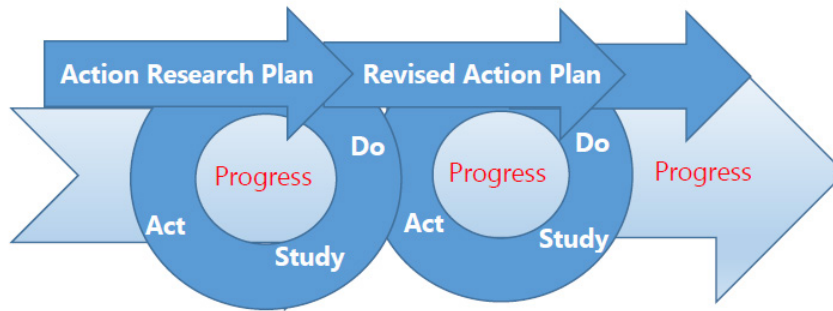 Action Research Plan
Revised Action Plan
Do
Do
Progress
Progress
Progress
Act
Act
Study
Study